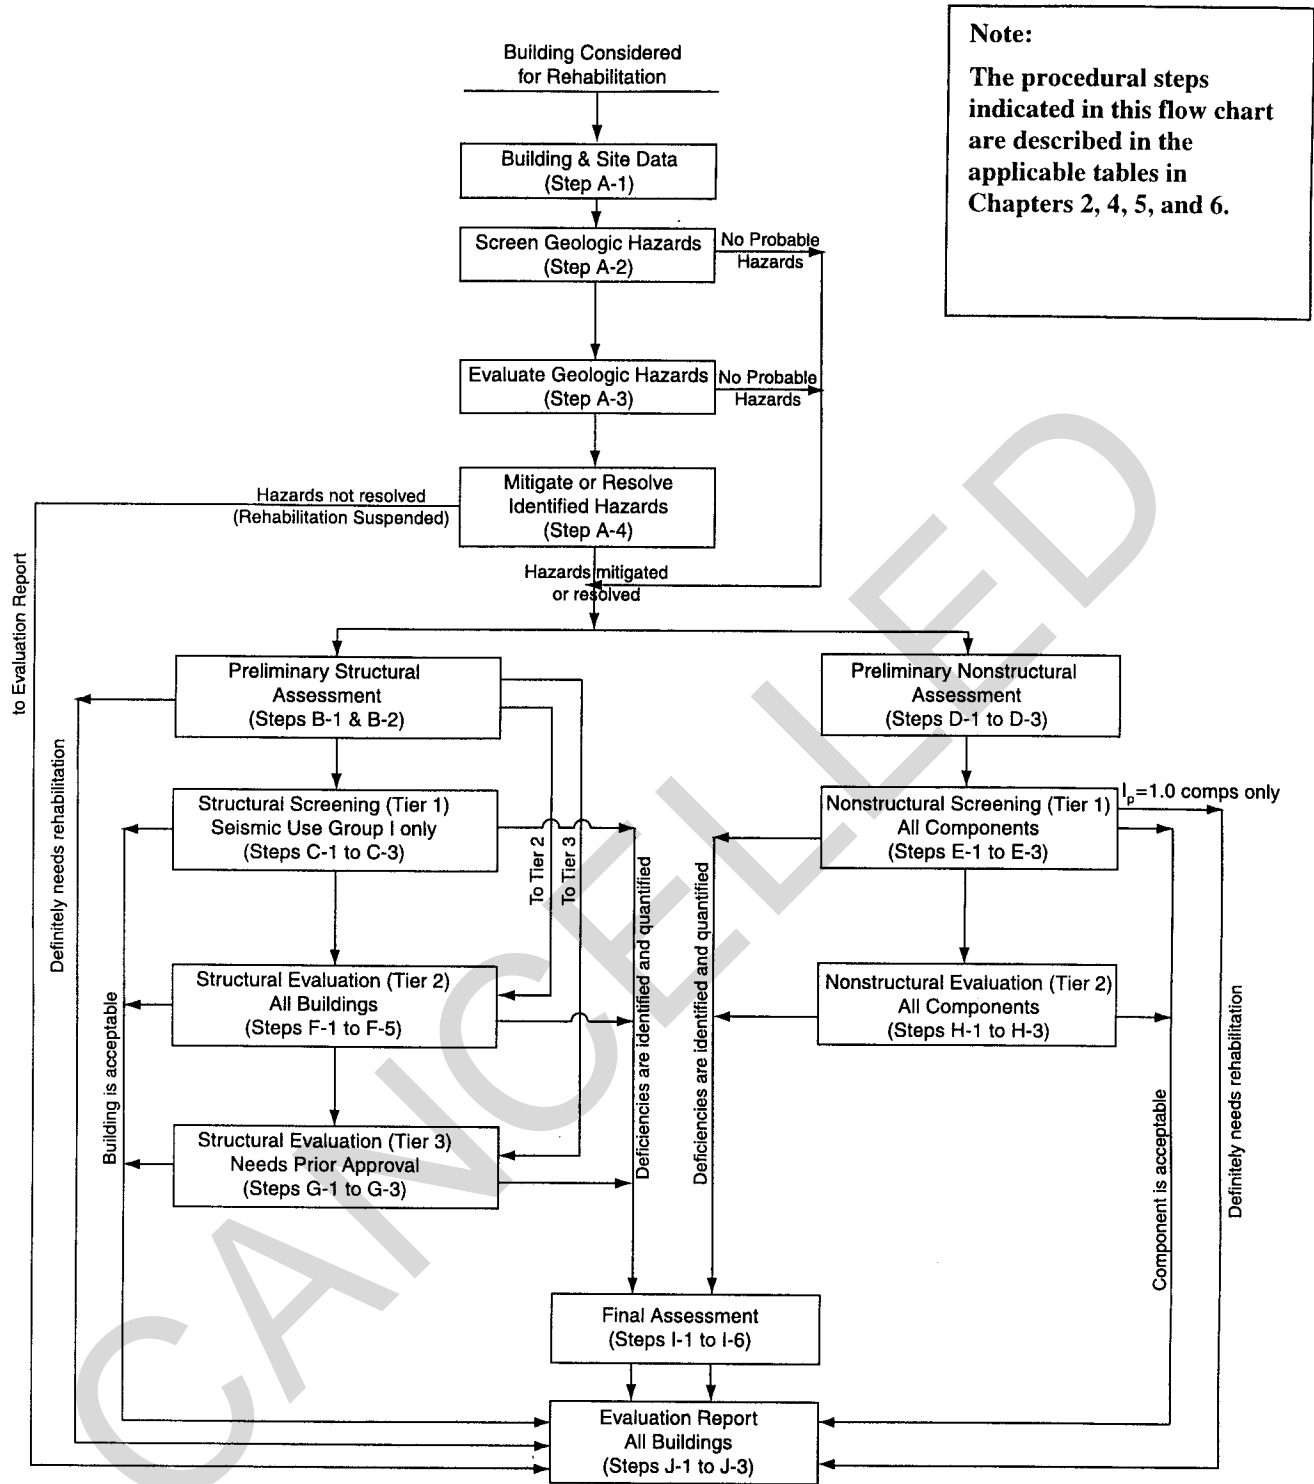 Note:
The procedural steps
indicated in this flow chart
are described in the
applicable tables in
Chapters 2, 4, 5, and 6.
Building Considered
for Rehabilitation
Building & Site Data
(Step A-1)
Screen Geologic Hazards
(Step A-2)
No Probable
Hazards
Evaluate Geologic Hazards
(Step A-3)
No Probable
Hazards
Mitigate or Resolve
Identified Hazards
(Step A-4)
Hazards not resolved
(Rehabilitation Suspended)
to Evaluation Report
Hazards mitigated
or resolved
Preliminary Structural
Assessment
(Steps B-1 & B-2)
Preliminary Nonstructural
Assessment
(Steps D-1 to D-3)
Definitely needs rehabilitation
Structural Screening (Tier 1)
Seismic Use Group I only
(Steps C-1 to C-3)
To Tier 2
To Tier 3
Nonstructural Screening (Tier 1)
All Components
(Steps E-1 to E-3)
Ip=1.0 comps only
Building is acceptable
Structural Evaluation (Tier 2)
All Buildings
(Steps F-1 to F-5)
Deficiencies are identified and quantified
Deficiencies are identified and quantified
Nonstructural Evaluation (Tier 2)
All Components
(Steps H-1 to H-3)
Component is acceptable
Definitely needs rehabilitation
Structural Evaluation (Tier 3)
Needs Prior Approval
(Steps G-1 to G-3)
Final Assessment
(Steps I-1 to I-6)
Evaluation Report
All Buildings
(Steps J-1 to J-3)
CANCELLED